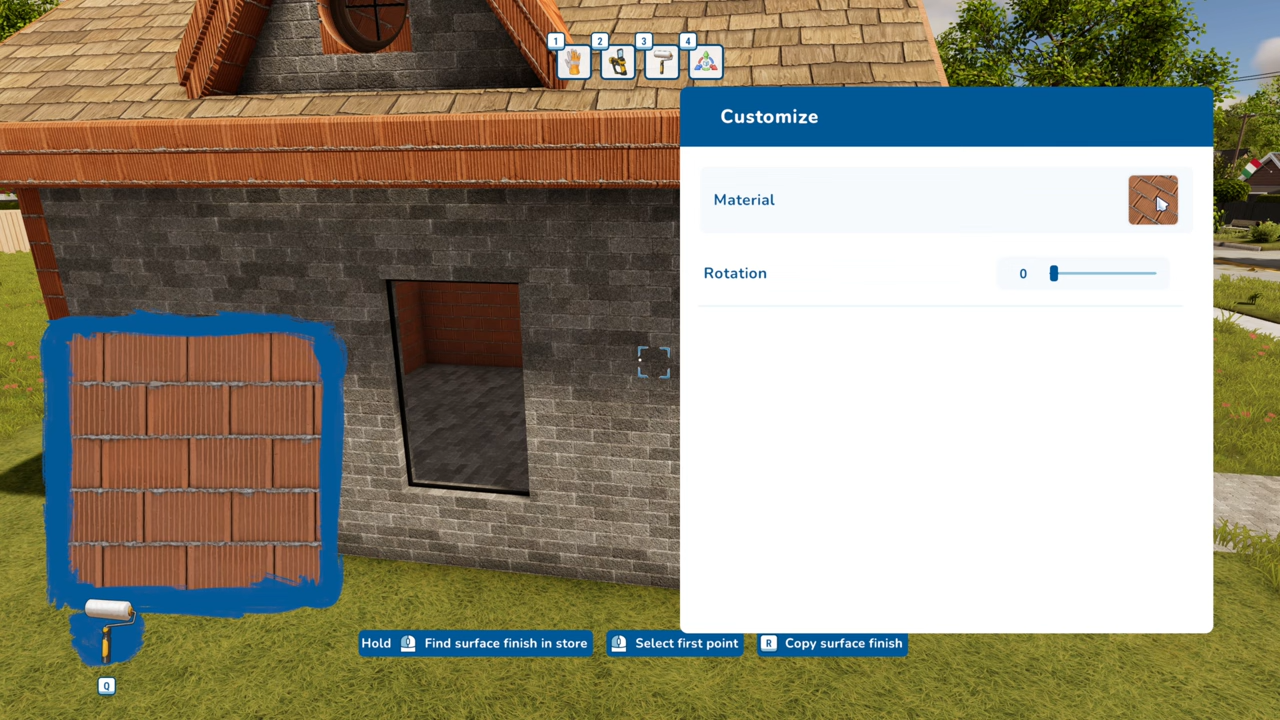 1
2
3
4
Customize
Material
Rotation
0
Hold Find surface finish in store
Select first point
R Copy surface finish
Q